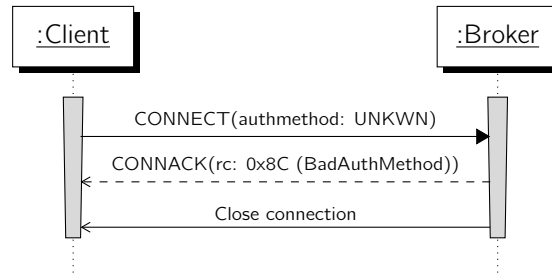 :Client
:Broker
CONNECT(authmethod: UNKWN)
CONNACK(rc: 0x8C (BadAuthMethod))
Close connection